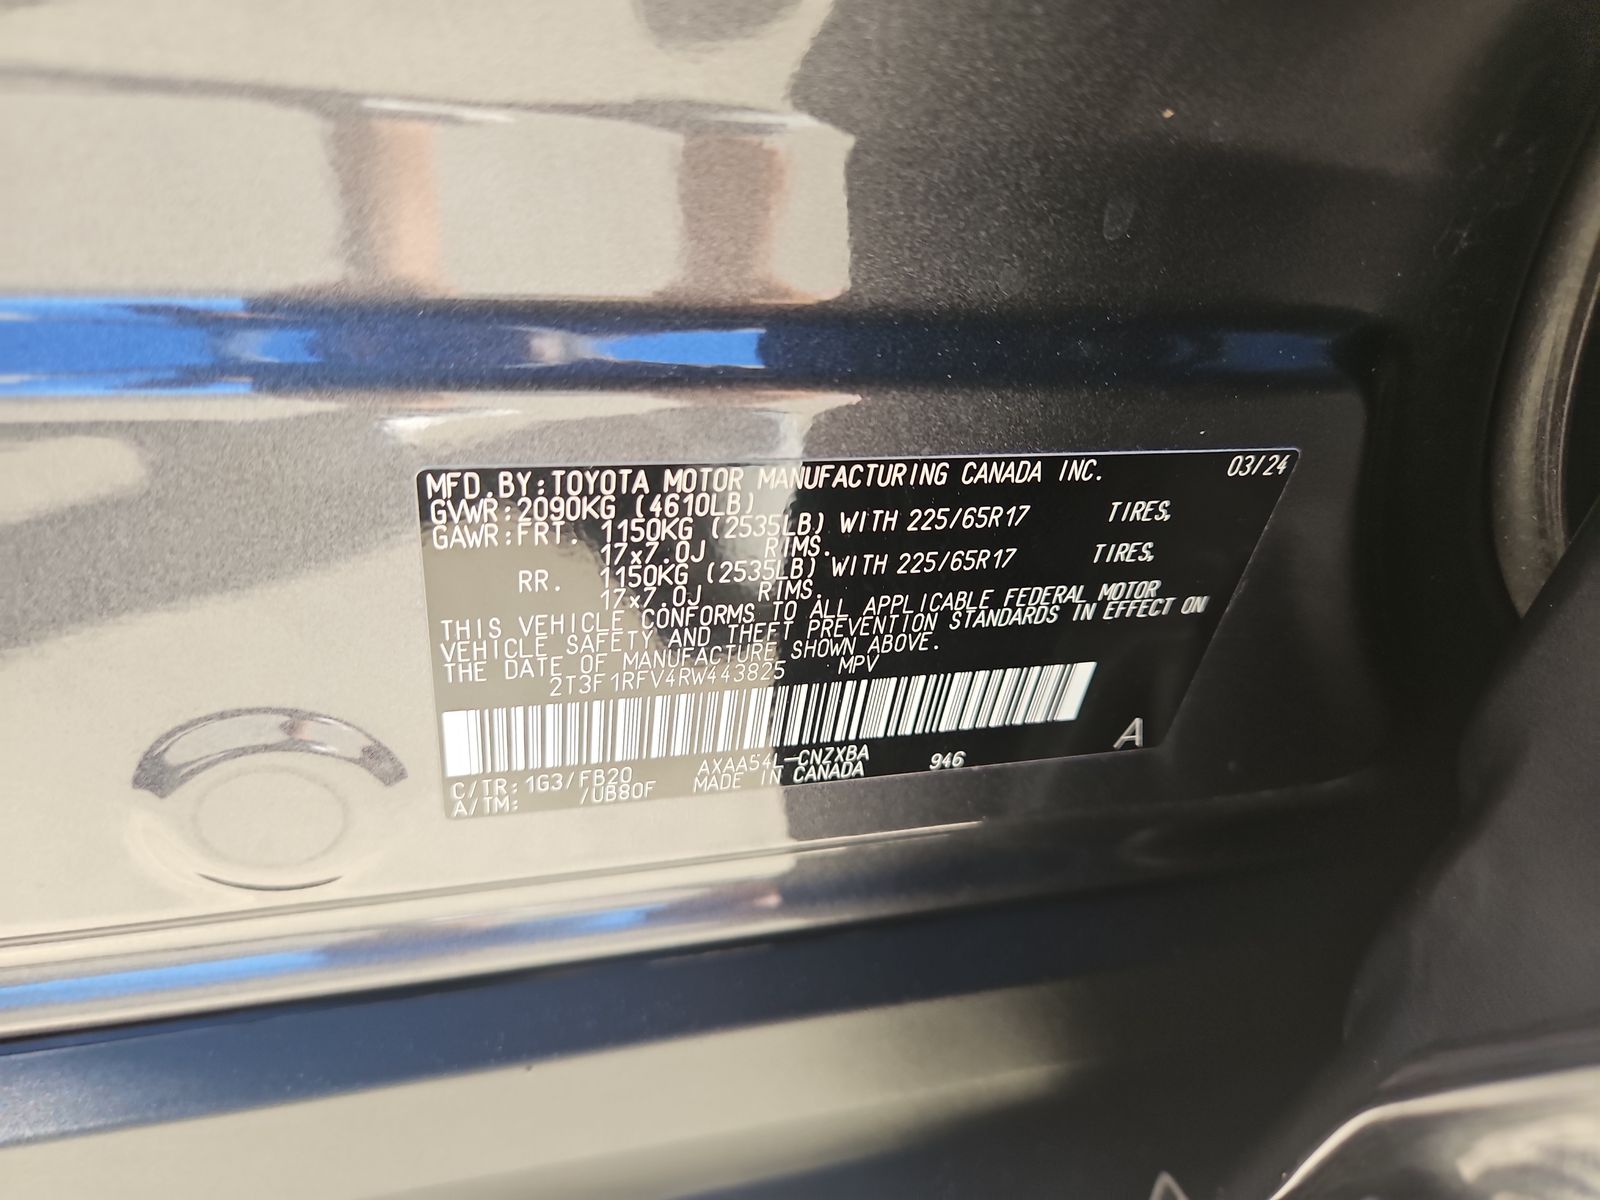 MFD.BY:TOYOTA MOTOR MANUFACTURING CANADA INC. 03/24
GVWR:2090KG (4610LB)
GAWR:FRT. 1150KG (2535LB) WITH 225/65R17 TIRES,
17x7.0J RIMS.
RR. 1150KG (2535LB) WITH 225/65R17 TIRES,
17x7.0J RIMS.
THIS VEHICLE CONFORMS TO ALL APPLICABLE FEDERAL MOTOR
VEHICLE SAFETY AND THEFT PREVENTION STANDARDS IN EFFECT ON
THE DATE OF MANUFACTURE SHOWN ABOVE.
2T3F1RFV4RW443825 MPV
C/TR:1G3/FB20 AXAA54L-CNZXBA 946 A
A/TM: /UB80F MADE IN CANADA